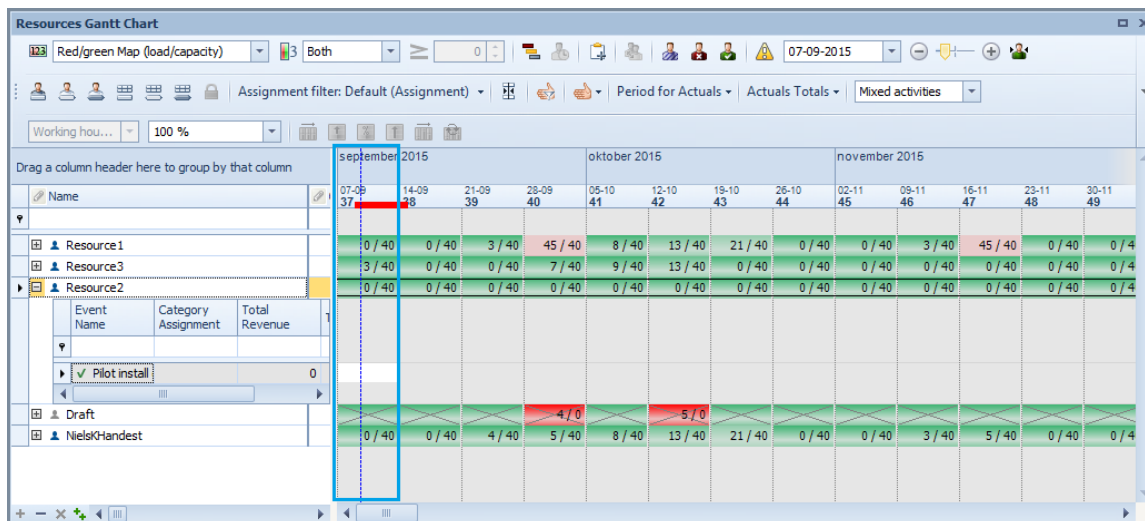 Resources Gantt Chart
123 Red/green Map (load/capacity) 3 Both ≥ 0 07-09-2015
Assignment filter: Default (Assignment) Period for Actuals Actuals Totals Mixed activities
Working hou... 100 %
Drag a column header here to group by that column
september 2015 oktober 2015 november 2015
Name
07-09 14-09 21-09 28-09 05-10 12-10 19-10 26-10 02-11 09-11 16-11 23-11 30-11
37 38 39 40 41 42 43 44 45 46 47 48 49
Resource1 0 / 40 0 / 40 3 / 40 45 / 40 8 / 40 13 / 40 21 / 40 0 / 40 0 / 40 3 / 40 45 / 40 0 / 40 0 / 4
Resource3 3 / 40 0 / 40 0 / 40 7 / 40 9 / 40 13 / 40 0 / 40 0 / 40 0 / 40 0 / 40 0 / 40 0 / 40 0 / 4
Resource2 0 / 40 0 / 40 0 / 40 0 / 40 0 / 40 0 / 40 0 / 40 0 / 40 0 / 40 0 / 40 0 / 40 0 / 40 0 / 4
Event Category Total
Name Assignment Revenue
Pilot install 0
Draft 4 / 0 5 / 0
NielsKHandest 0 / 40 0 / 40 4 / 40 5 / 40 8 / 40 13 / 40 21 / 40 0 / 40 0 / 40 3 / 40 5 / 40 0 / 40 0 / 4